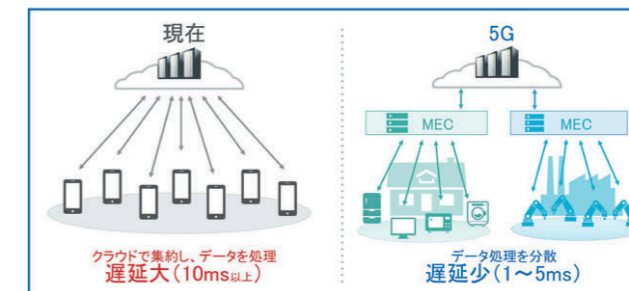 現在
クラウドで集約し、データを処理
遅延大(10ms以上)
5G
MEC
MEC
データ処理を分散
遅延少(1〜5ms)